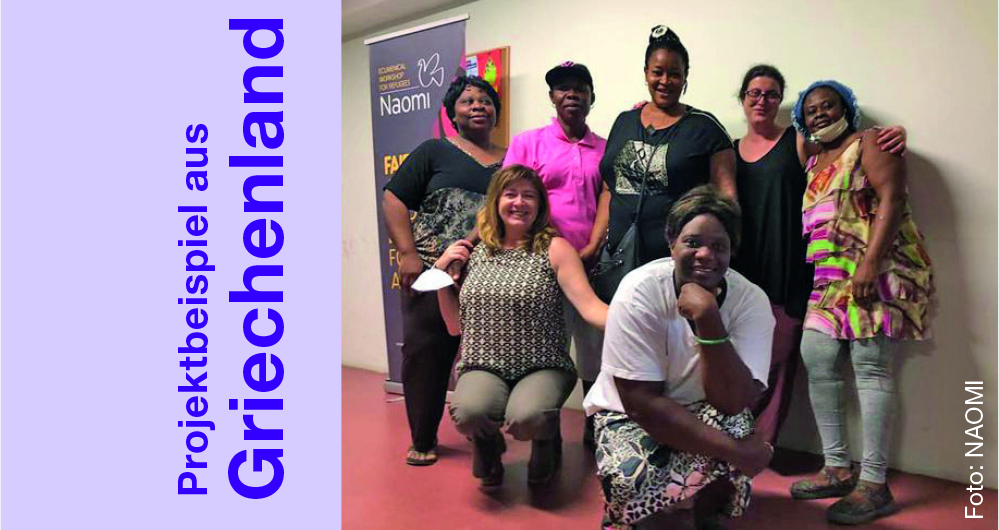 Projektbeispiel aus
Griechenland
ECUMENICAL
WORKSHOP
FOR REFUGEES
Naomi
Foto: NAOMI